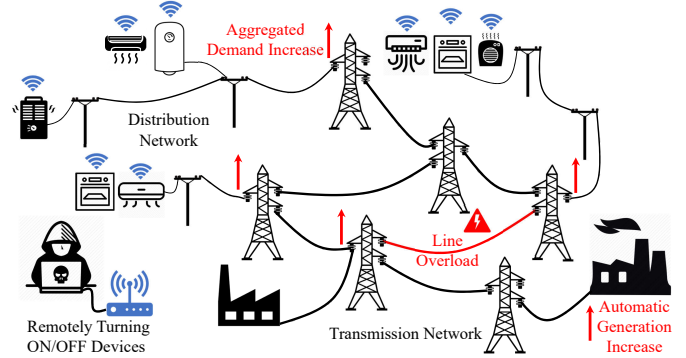 Aggregated
Demand Increase
Distribution
Network
Line
Overload
Remotely Turning
ON/OFF Devices
Transmission Network
Automatic
Generation
Increase